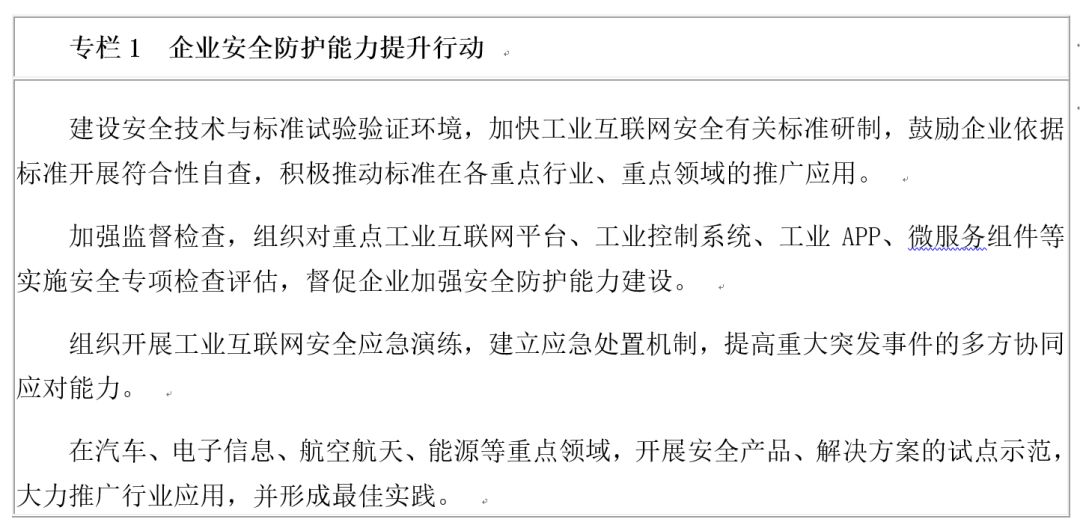 专栏 1　企业安全防护能力提升行动
建设安全技术与标准试验验证环境，加快工业互联网安全有关标准研制，鼓励企业依据
标准开展符合性自查，积极推动标准在各重点行业、重点领域的推广应用。
加强监督检查，组织对重点工业互联网平台、工业控制系统、工业 APP、微服务组件等
实施安全专项检查评估，督促企业加强安全防护能力建设。
组织开展工业互联网安全应急演练，建立应急处置机制，提高重大突发事件的多方协同
应对能力。
在汽车、电子信息、航空航天、能源等重点领域，开展安全产品、解决方案的试点示范，
大力推广行业应用，并形成最佳实践。